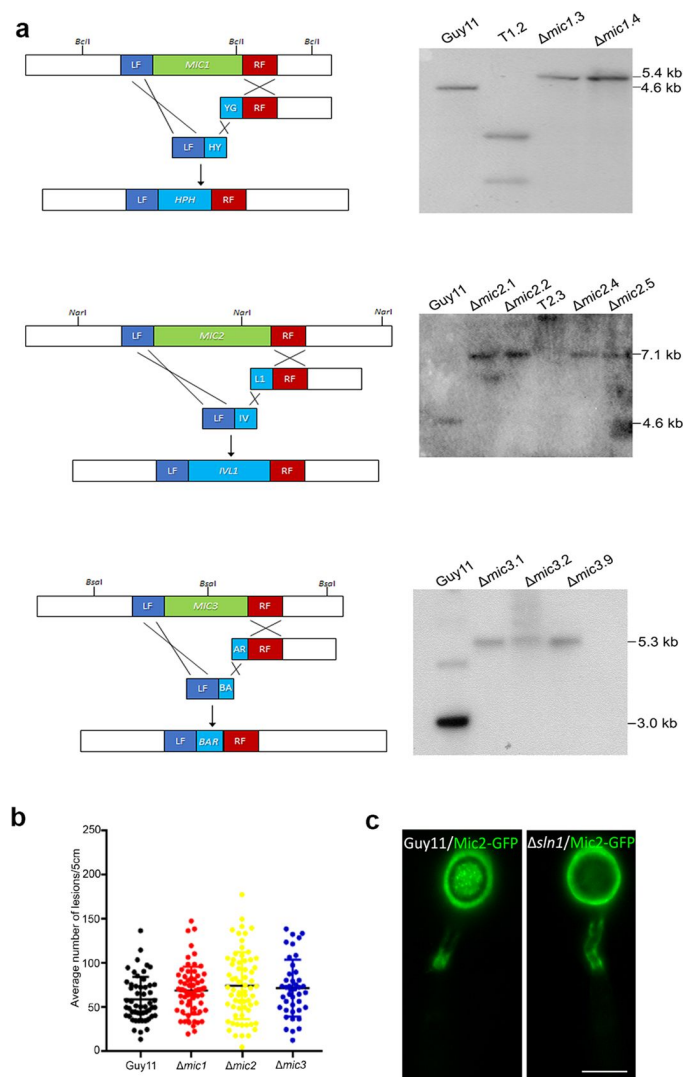 a
BclI BclI BclI
LF MIC1 RF
YG RF
LF HY
LF HPH RF
Guy11 T1.2 Δmic1.3 Δmic1.4
5.4 kb
4.6 kb
NarI NarI NarI
LF MIC2 RF
L1 RF
LF IV
LF IVL1 RF
Guy11 Δmic2.1 Δmic2.2 T2.3 Δmic2.4 Δmic2.5
7.1 kb
4.6 kb
BsaI BsaI BsaI
LF MIC3 RF
AR RF
LF BA
LF BAR RF
Guy11 Δmic3.1 Δmic3.2 Δmic3.9
5.3 kb
3.0 kb
b
Average number of lesions/5cm
250
200
150
100
50
0
Guy11 Δmic1 Δmic2 Δmic3
c
Guy11/Mic2-GFP
Δsln1/Mic2-GFP